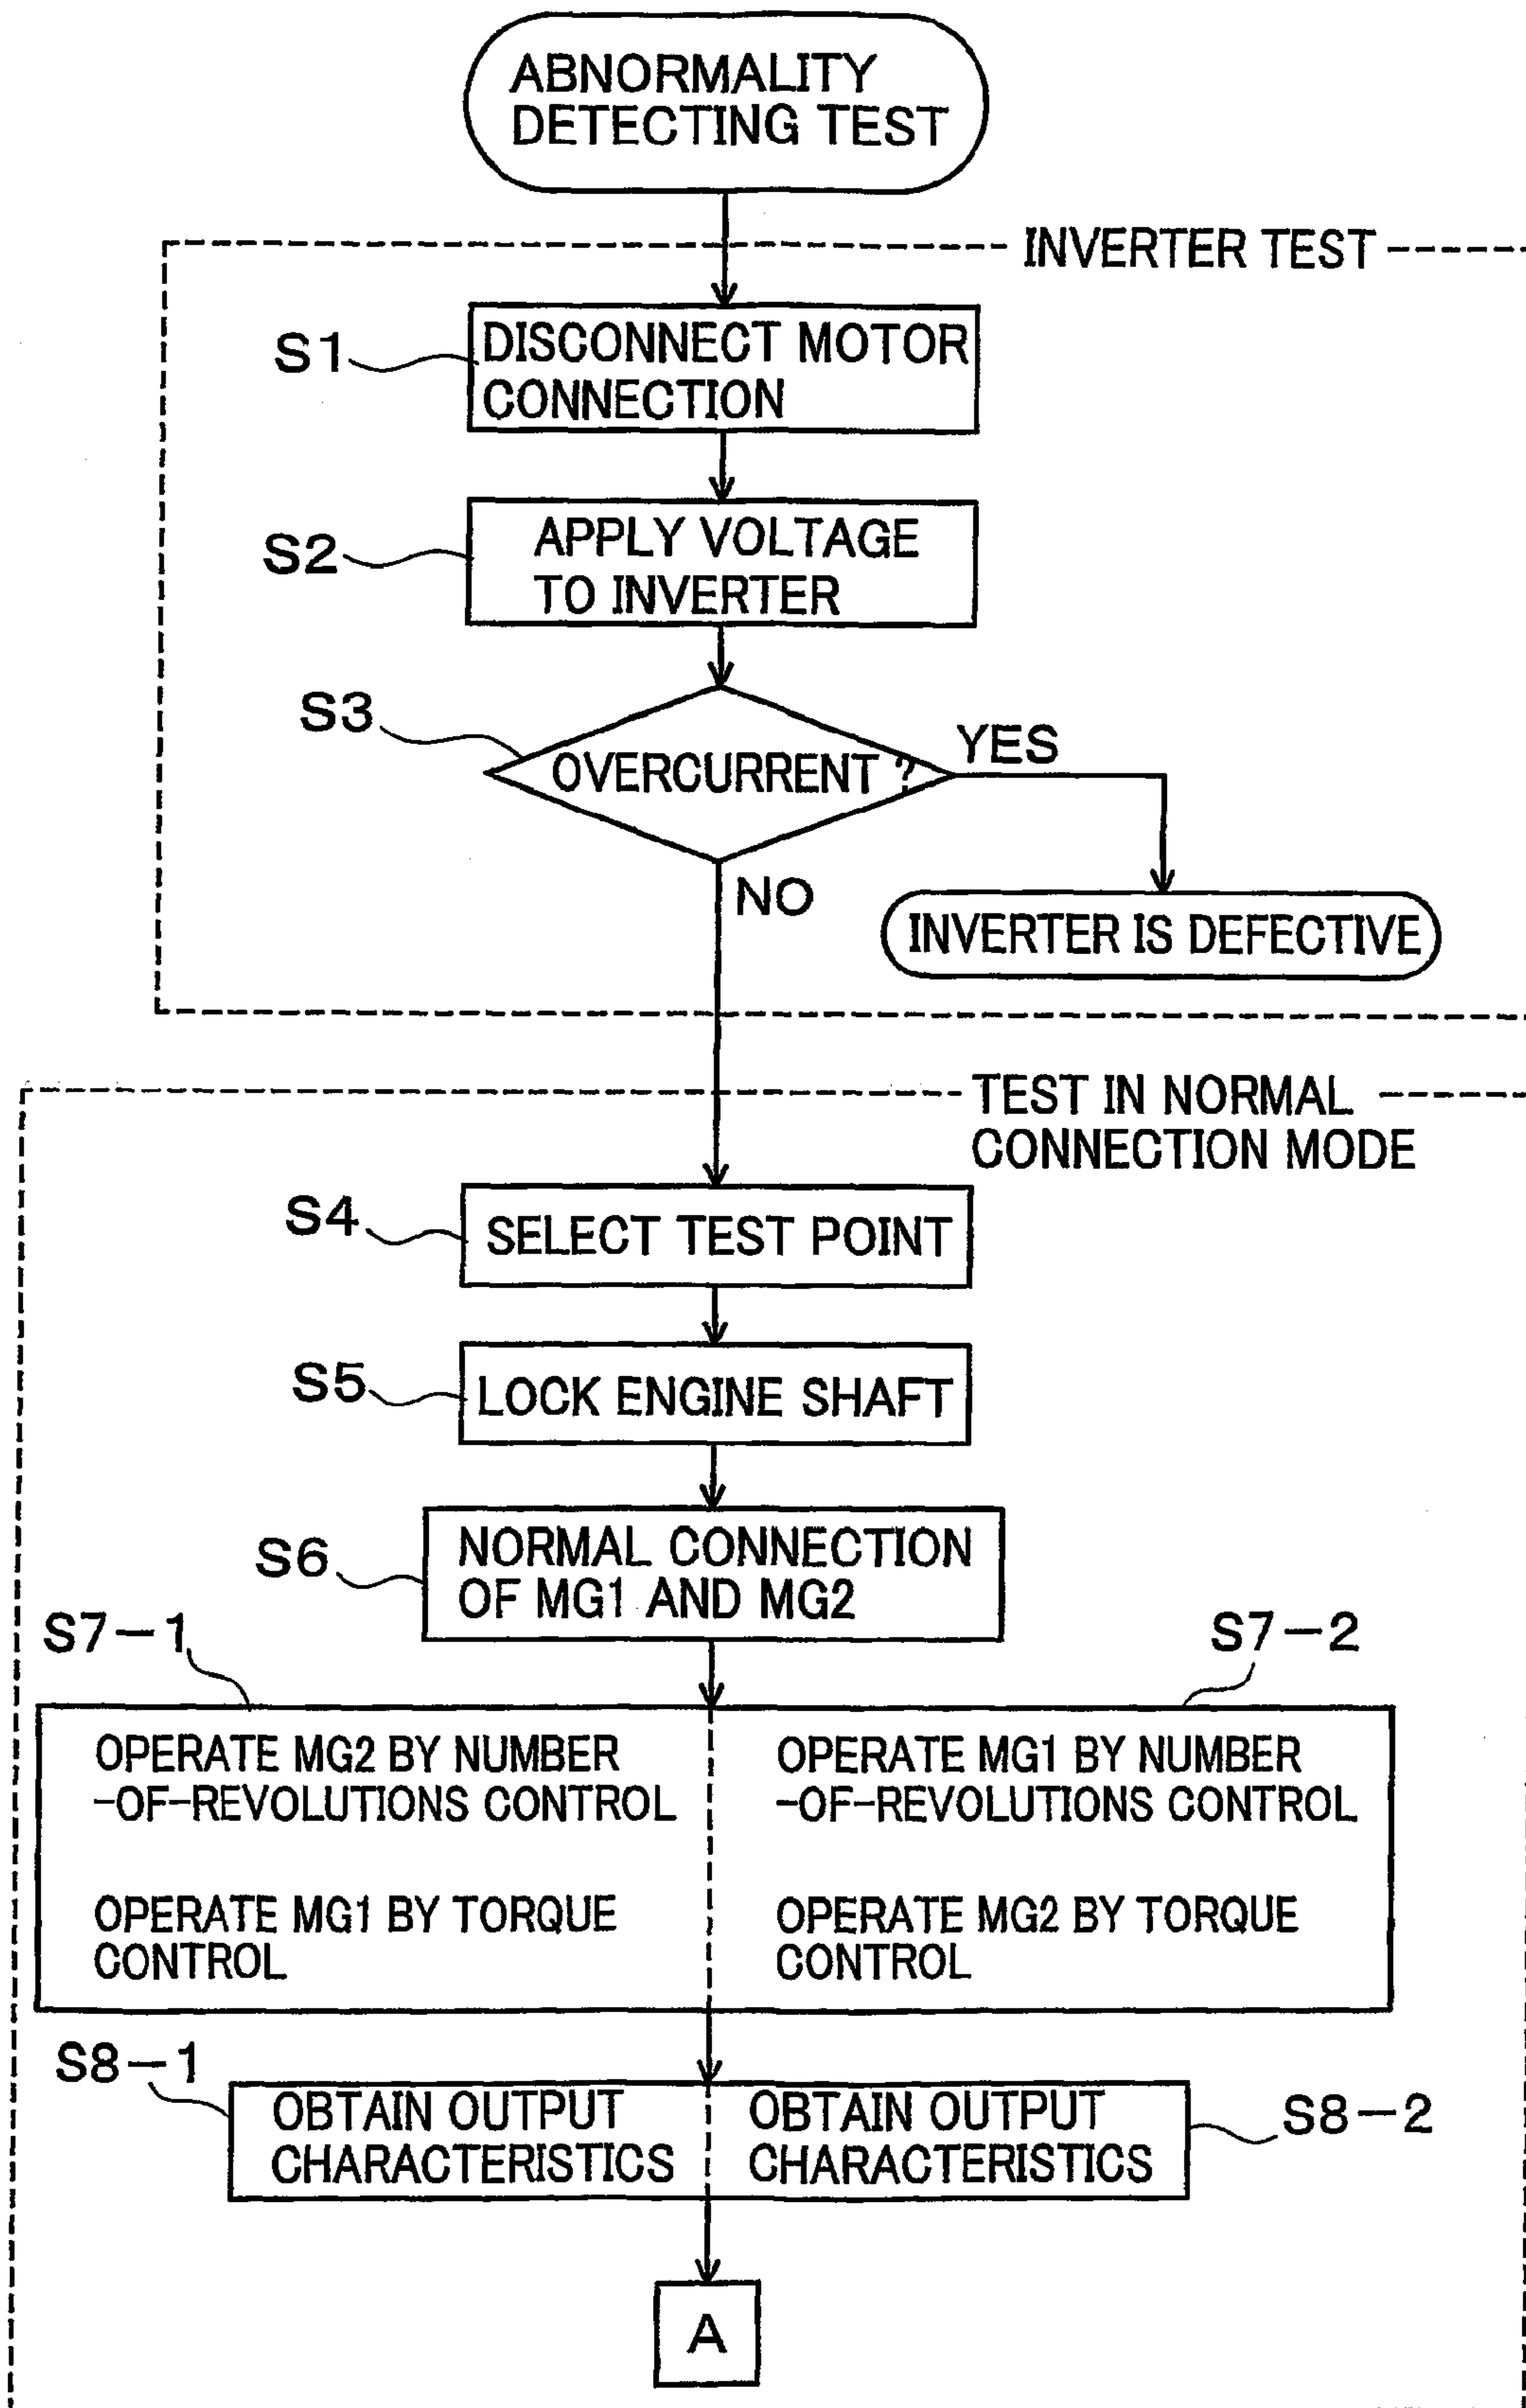 ABNORMALITY
DETECTING TEST
INVERTER TEST
S1
DISCONNECT MOTOR
CONNECTION
S2
APPLY VOLTAGE
TO INVERTER
S3
OVERCURRENT ?
YES
NO
INVERTER IS DEFECTIVE
TEST IN NORMAL
CONNECTION MODE
S4
SELECT TEST POINT
S5
LOCK ENGINE SHAFT
S6
NORMAL CONNECTION
OF MG1 AND MG2
S7-1
S7-2
OPERATE MG2 BY NUMBER
-OF-REVOLUTIONS CONTROL
OPERATE MG1 BY TORQUE
CONTROL
OPERATE MG1 BY NUMBER
-OF-REVOLUTIONS CONTROL
OPERATE MG2 BY TORQUE
CONTROL
S8-1
OBTAIN OUTPUT
CHARACTERISTICS
OBTAIN OUTPUT
CHARACTERISTICS
S8-2
A